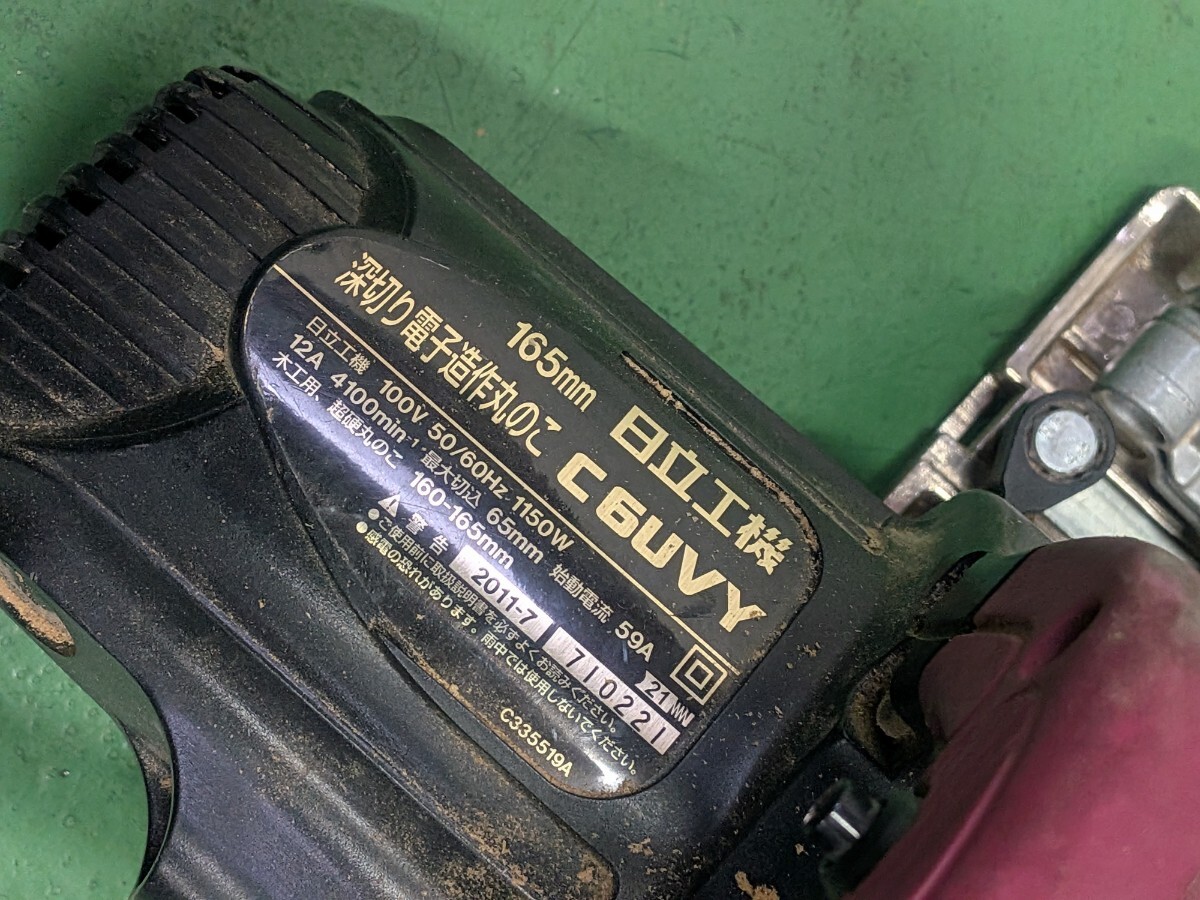 日立工機
165mm
深切り電子造作丸のこ C6UVY
日立工機 100V 50/60Hz 1150W
12A 4100min⁻¹ 最大切込 65mm 始動電流 59A
木工用、超硬丸のこ 160-165mm
21 NW
⚠警告 2011-7 710221
●ご使用前に取扱説明書を必ずよくお読みください。
●感電の恐れがあります。雨中では使用しないでください。
C335519A